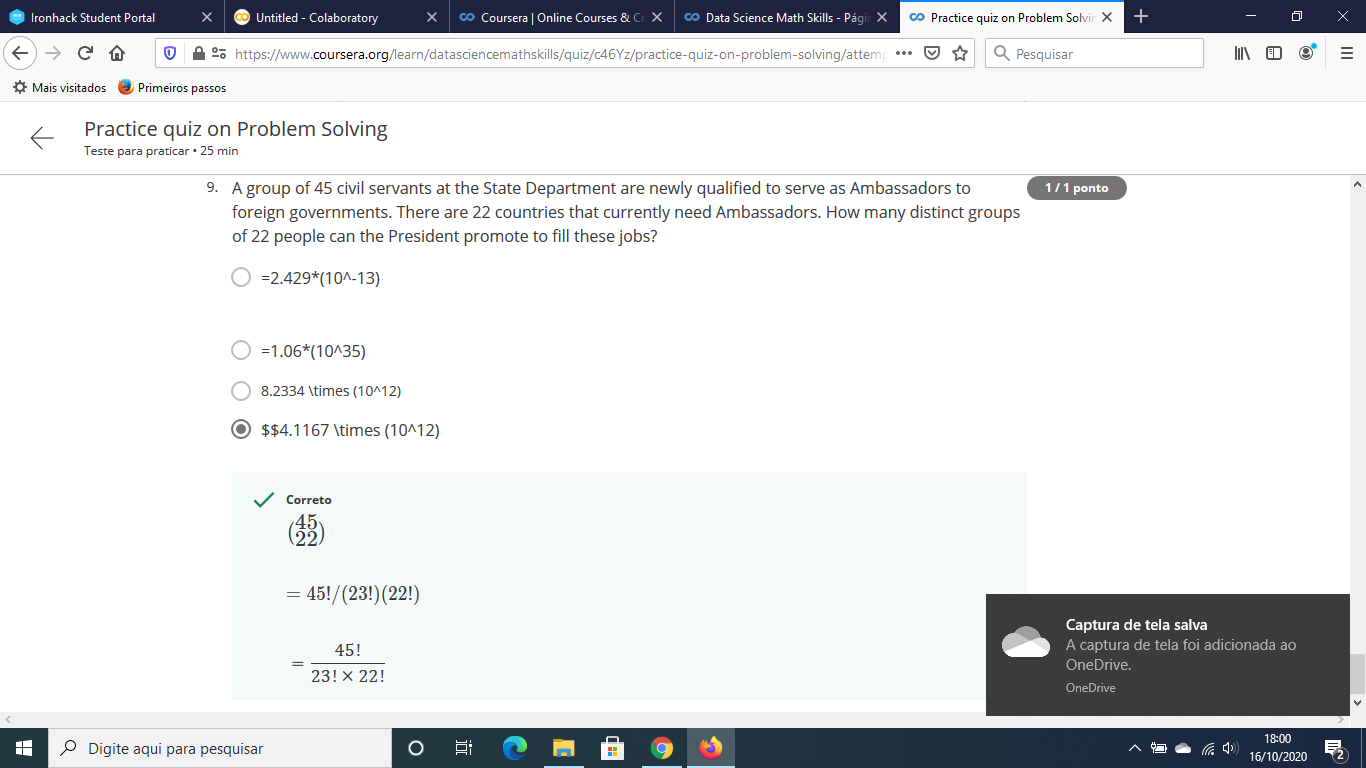 Ironhack Student Portal
Untitled - Colaboratory
Coursera | Online Courses & Cr
Data Science Math Skills - Pági
Practice quiz on Problem Solvin
https://www.coursera.org/learn/datasciencemathskills/quiz/c46Yz/practice-quiz-on-problem-solving/attemp
Pesquisar
Mais visitados
Primeiros passos
Practice quiz on Problem Solving
Teste para praticar • 25 min
9. A group of 45 civil servants at the State Department are newly qualified to serve as Ambassadors to
foreign governments. There are 22 countries that currently need Ambassadors. How many distinct groups
of 22 people can the President promote to fill these jobs?
1 / 1 ponto
=2.429*(10^-13)
=1.06*(10^35)
8.2334 \times (10^12)
$$4.1167 \times (10^12)
Correto
(45
22)
= 45!/(23!)(22!)
= 45!
23! × 22!
Captura de tela salva
A captura de tela foi adicionada ao
OneDrive.
OneDrive
Digite aqui para pesquisar
18:00
16/10/2020
2